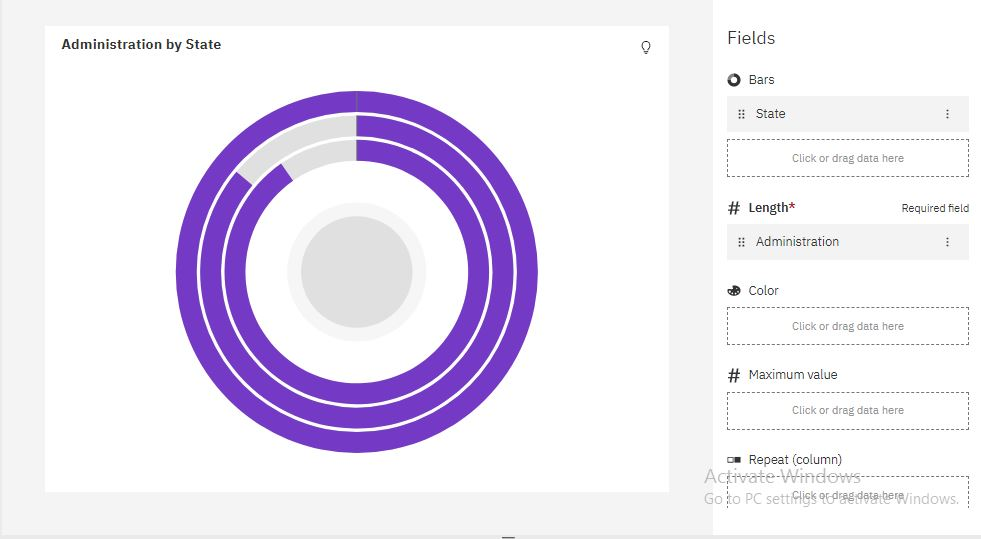 Administration by State
Fields
Bars
State
Click or drag data here
# Length* Required field
Administration
Color
Click or drag data here
# Maximum value
Click or drag data here
Repeat (column)
Activate Windows
Click or drag data here
Go to PC settings to activate Windows.